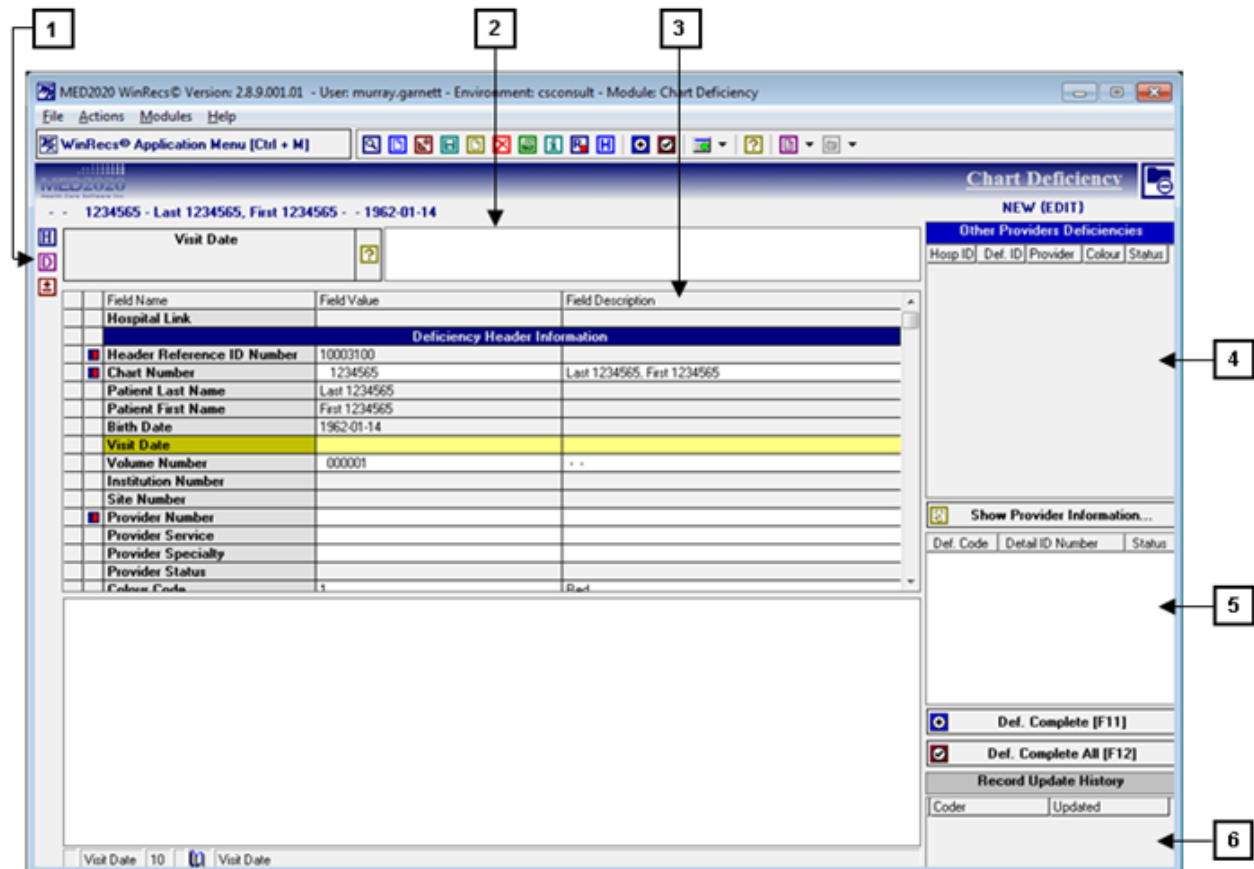 1
2
3
MED2020 WinRecs© Version: 2.8.9.001.01 - User: murray.garnett - Environment: csconsult - Module: Chart Deficiency
File Actions Modules Help
WinRecs© Application Menu [Ctrl + M]
MED2020
Chart Deficiency
- - 1234565 - Last 1234565, First 1234565 - - 1962-01-14
NEW (EDIT)
Visit Date
Other Providers Deficiencies
Hosp ID Def. ID Provider Colour Status
Field Name Field Value Field Description
Hospital Link
Deficiency Header Information
Header Reference ID Number 10003100
Chart Number 1234565 Last 1234565, First 1234565
4
Patient Last Name Last 1234565
Patient First Name First 1234565
Birth Date 1962-01-14
Visit Date
Volume Number 000001 - -
Institution Number
Site Number
Provider Number
Show Provider Information...
Provider Service
Provider Specialty
Def. Code Detail ID Number Status
Provider Status
Colour Code 1 Red
5
Def. Complete [F11]
Def. Complete All [F12]
Record Update History
Coder Updated
6
Visit Date 10 Visit Date